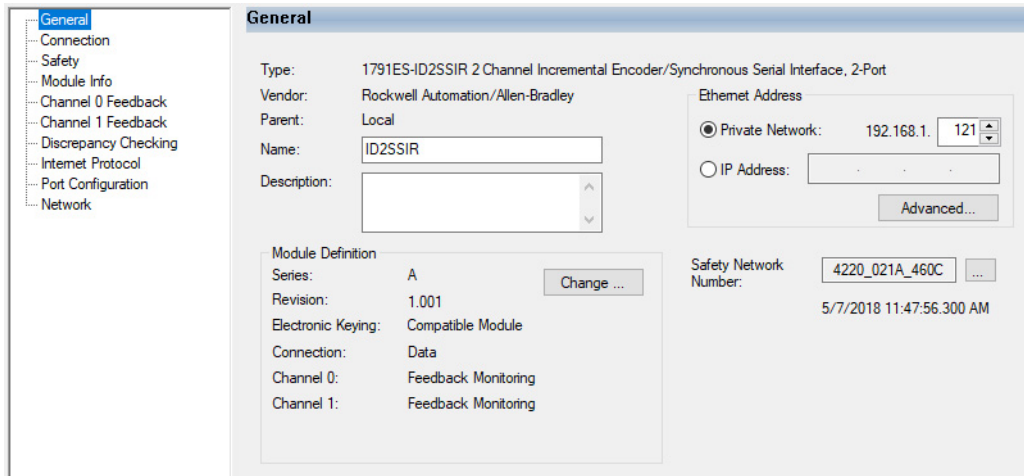 General
Connection
Safety
Module Info
Channel 0 Feedback
Channel 1 Feedback
Discrepancy Checking
Internet Protocol
Port Configuration
Network
General
Type: 1791ES-ID2SSIR 2 Channel Incremental Encoder/Synchronous Serial Interface, 2-Port
Vendor: Rockwell Automation/Allen-Bradley
Parent: Local
Name: ID2SSIR
Description:
Ethernet Address
Private Network: 192.168.1. 121
IP Address: . . .
Advanced...
Module Definition
Series: A
Change ...
Revision: 1.001
Electronic Keying: Compatible Module
Connection: Data
Channel 0: Feedback Monitoring
Channel 1: Feedback Monitoring
Safety Network
Number: 4220_021A_460C ...
5/7/2018 11:47:56.300 AM